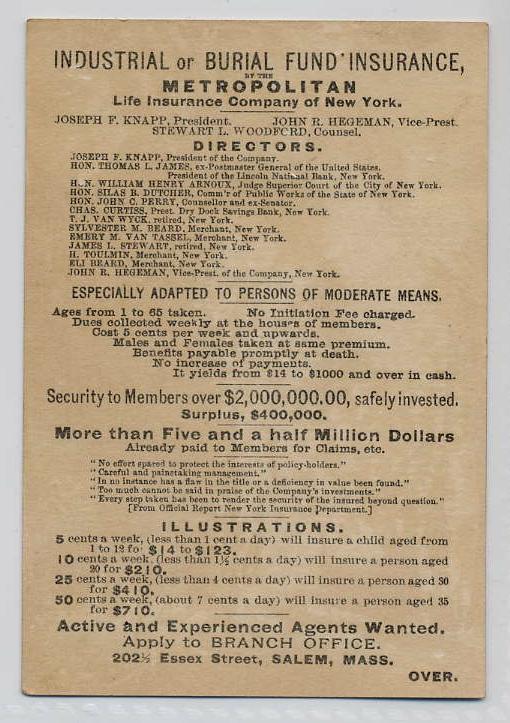 INDUSTRIAL or BURIAL FUND INSURANCE,
BY THE
METROPOLITAN
Life Insurance Company of New York.
JOSEPH F. KNAPP, President. JOHN R. HEGEMAN, Vice-Prest.
STEWART L. WOODFORD, Counsel.
DIRECTORS.
JOSEPH F. KNAPP, President of the Company.
HON. THOMAS L. JAMES, ex-Postmaster General of the United States.
President of the Lincoln National Bank, New York.
HON. WILLIAM HENRY ARNOUX, Judge Superior Court of the City of New York.
HON. SILAS B. DUTCHER, Comm'r of Public Works of the State of New York.
HON. JOHN C. PERRY, Counsellor and ex-Senator.
CHAS. CURTISS, Prest. Dry Dock Savings Bank, New York.
T. J. VAN WYCK, retired, New York.
SYLVESTER M. BEARD, Merchant, New York.
EMERY M. VAN TASSEL, Merchant, New York.
JAMES L. STEWART, retired, New York.
H. TOULMIN, Merchant, New York.
ELI BEARD, Merchant, New York.
JOHN R. HEGEMAN, Vice-Prest. of the Company, New York.
ESPECIALLY ADAPTED TO PERSONS OF MODERATE MEANS.
Ages from 1 to 65 taken. No Initiation Fee charged.
Dues collected weekly at the houses of members.
Cost 5 cents per week and upwards.
Males and Females taken at same premium.
Benefits payable promptly at death.
No increase of payments.
It yields from $14 to $1000 and over in cash.
Security to Members over $2,000,000.00, safely invested.
Surplus, $400,000.
More than Five and a half Million Dollars
Already paid to Members for Claims, etc.
"No effort spared to protect the interests of policy-holders."
"Careful and painstaking management."
"In no instance has a flaw in the title or a deficiency in value been found."
"Too much cannot be said in praise of the Company's investments."
"Every step taken has been to render the security of the insured beyond question."
[From Official Report New York Insurance Department.]
ILLUSTRATIONS.
5 cents a week, (less than 1 cent a day) will insure a child aged from
1 to 12 for $14 to $123.
10 cents a week, (less than 1½ cents a day) will insure a person aged
20 for $210.
25 cents a week, (less than 4 cents a day) will insure a person aged 30
for $410.
50 cents a week, (about 7 cents a day) will insure a person aged 35
for $710.
Active and Experienced Agents Wanted.
Apply to BRANCH OFFICE.
202½ Essex Street, SALEM, MASS.
OVER.